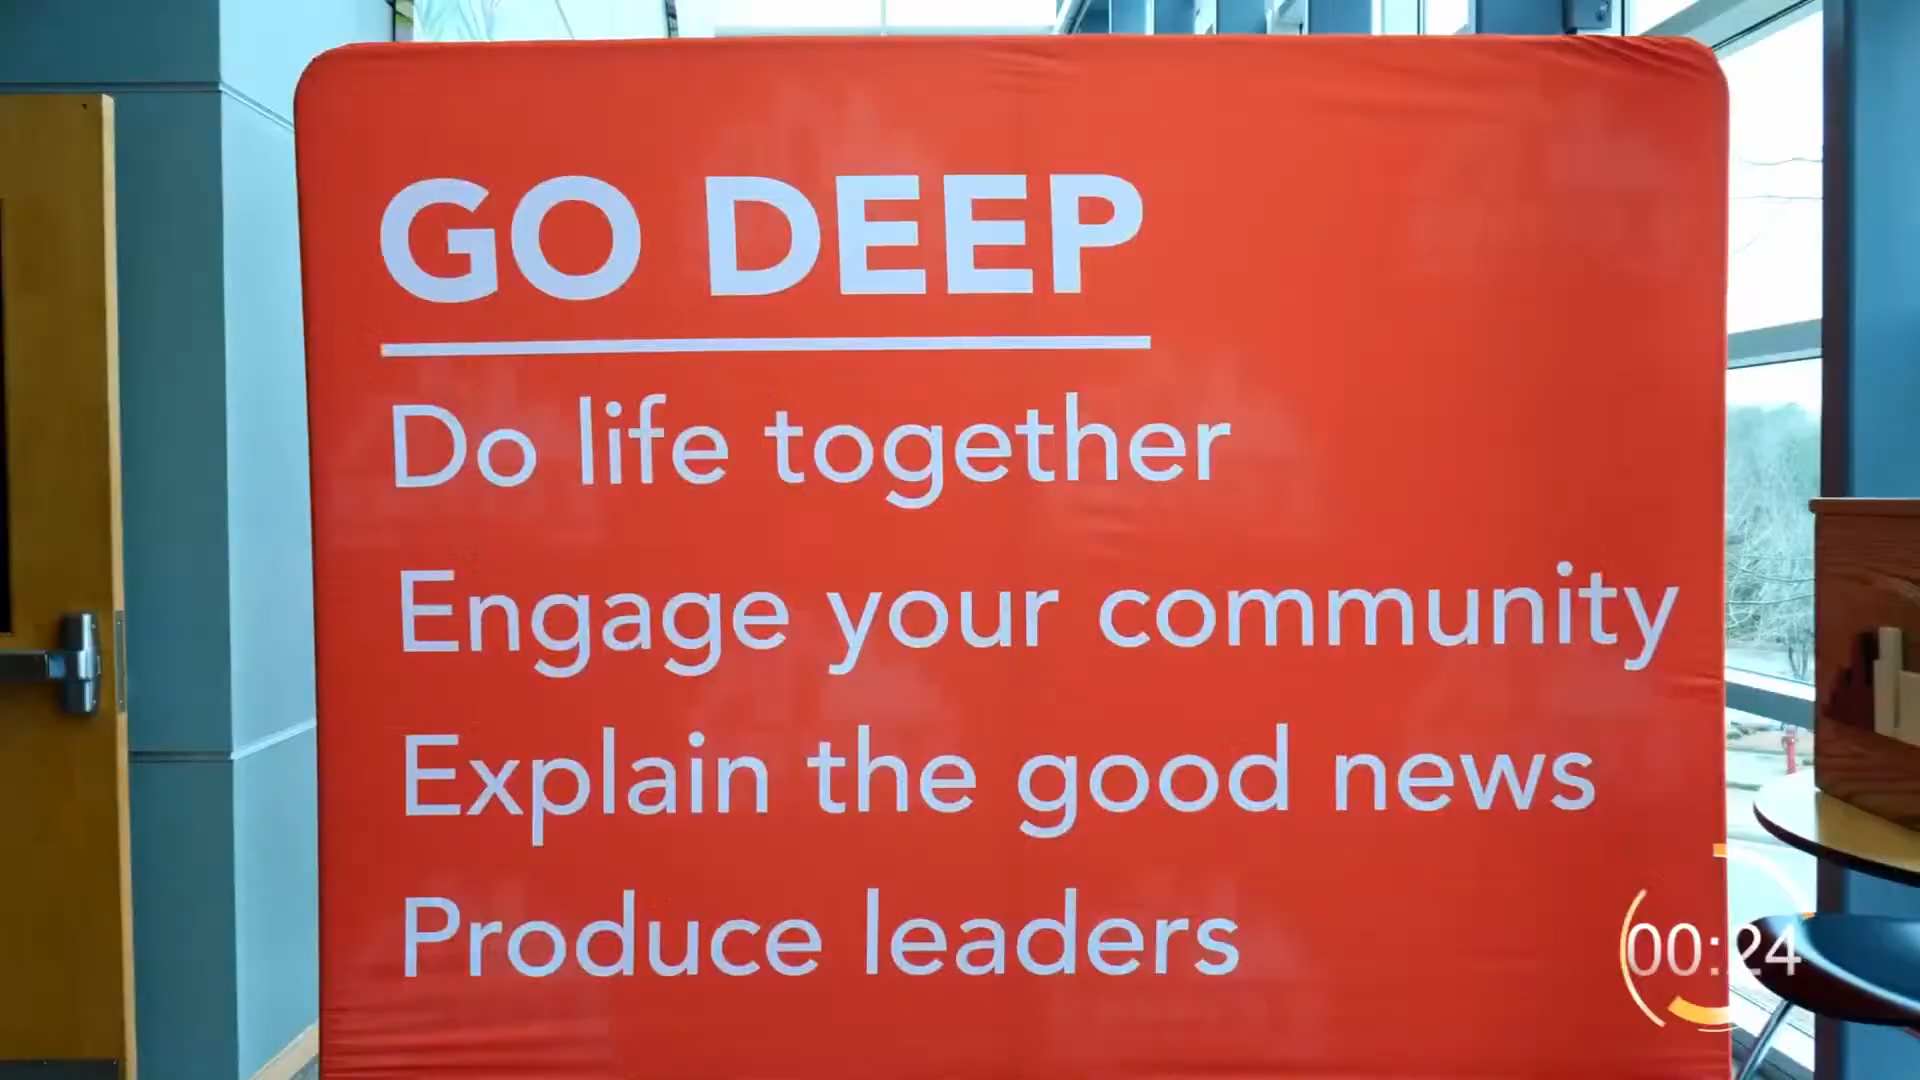 GO DEEP
Do life together
Engage your community
Explain the good news
Produce leaders
00:24